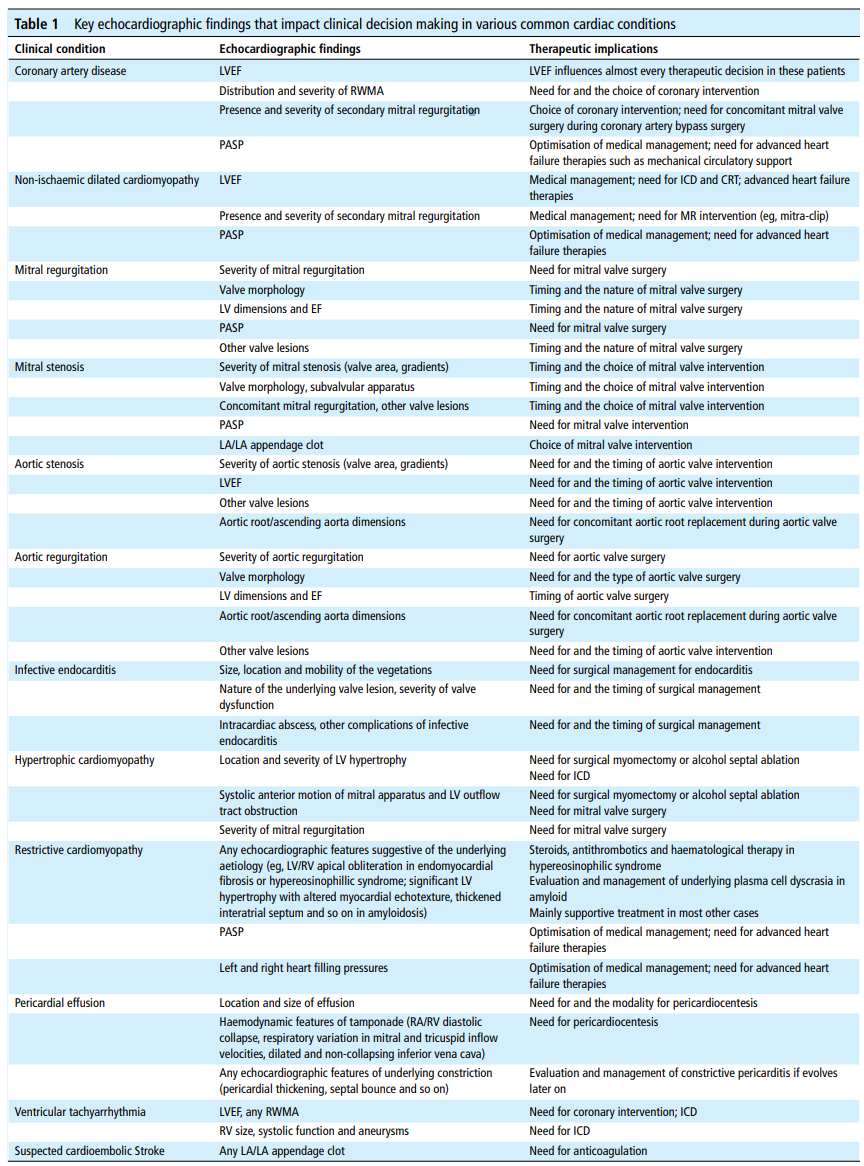 Table 1 Key echocardiographic findings that impact clinical decision making in various common cardiac conditions
Clinical condition Echocardiographic findings Therapeutic implications
Coronary artery disease LVEF LVEF influences almost every therapeutic decision in these patients
Distribution and severity of RWMA Need for and the choice of coronary intervention
Presence and severity of secondary mitral regurgitation Choice of coronary intervention; need for concomitant mitral valve
surgery during coronary artery bypass surgery
PASP Optimisation of medical management; need for advanced heart
failure therapies such as mechanical circulatory support
Non-ischaemic dilated cardiomyopathy LVEF Medical management; need for ICD and CRT; advanced heart failure
therapies
Presence and severity of secondary mitral regurgitation Medical management; need for MR intervention (eg, mitra-clip)
PASP Optimisation of medical management; need for advanced heart
failure therapies
Mitral regurgitation Severity of mitral regurgitation Need for mitral valve surgery
Valve morphology Timing and the nature of mitral valve surgery
LV dimensions and EF Timing and the nature of mitral valve surgery
PASP Need for mitral valve surgery
Other valve lesions Timing and the nature of mitral valve surgery
Mitral stenosis Severity of mitral stenosis (valve area, gradients) Timing and the choice of mitral valve intervention
Valve morphology, subvalvular apparatus Timing and the choice of mitral valve intervention
Concomitant mitral regurgitation, other valve lesions Timing and the choice of mitral valve intervention
PASP Need for mitral valve intervention
LA/LA appendage clot Choice of mitral valve intervention
Aortic stenosis Severity of aortic stenosis (valve area, gradients) Need for and the timing of aortic valve intervention
LVEF Need for and the timing of aortic valve intervention
Other valve lesions Need for and the timing of aortic valve intervention
Aortic root/ascending aorta dimensions Need for concomitant aortic root replacement during aortic valve
surgery
Aortic regurgitation Severity of aortic regurgitation Need for aortic valve surgery
Valve morphology Need for and the type of aortic valve surgery
LV dimensions and EF Timing of aortic valve surgery
Aortic root/ascending aorta dimensions Need for concomitant aortic root replacement during aortic valve
surgery
Other valve lesions Need for and the timing of aortic valve intervention
Infective endocarditis Size, location and mobility of the vegetations Need for surgical management for endocarditis
Nature of the underlying valve lesion, severity of valve Need for and the timing of surgical management
dysfunction
Intracardiac abscess, other complications of infective Need for and the timing of surgical management
endocarditis
Hypertrophic cardiomyopathy Location and severity of LV hypertrophy Need for surgical myomectomy or alcohol septal ablation
Need for ICD
Systolic anterior motion of mitral apparatus and LV outflow Need for surgical myomectomy or alcohol septal ablation
tract obstruction Need for mitral valve surgery
Severity of mitral regurgitation Need for mitral valve surgery
Restrictive cardiomyopathy Any echocardiographic features suggestive of the underlying Steroids, antithrombotics and haematological therapy in
aetiology (eg, LV/RV apical obliteration in endomyocardial hypereosinophilic syndrome
fibrosis or hypereosinophillic syndrome; significant LV Evaluation and management of underlying plasma cell dyscrasia in
hypertrophy with altered myocardial echotexture, thickened amyloid
interatrial septum and so on in amyloidosis) Mainly supportive treatment in most other cases
PASP Optimisation of medical management; need for advanced heart
failure therapies
Left and right heart filling pressures Optimisation of medical management; need for advanced heart
failure therapies
Pericardial effusion Location and size of effusion Need for and the modality for pericardiocentesis
Haemodynamic features of tamponade (RA/RV diastolic Need for pericardiocentesis
collapse, respiratory variation in mitral and tricuspid inflow
velocities, dilated and non-collapsing inferior vena cava)
Any echocardiographic features of underlying constriction Evaluation and management of constrictive pericarditis if evolves
(pericardial thickening, septal bounce and so on) later on
Ventricular tachyarrhythmia LVEF, any RWMA Need for coronary intervention; ICD
RV size, systolic function and aneurysms Need for ICD
Suspected cardioembolic Stroke Any LA/LA appendage clot Need for anticoagulation